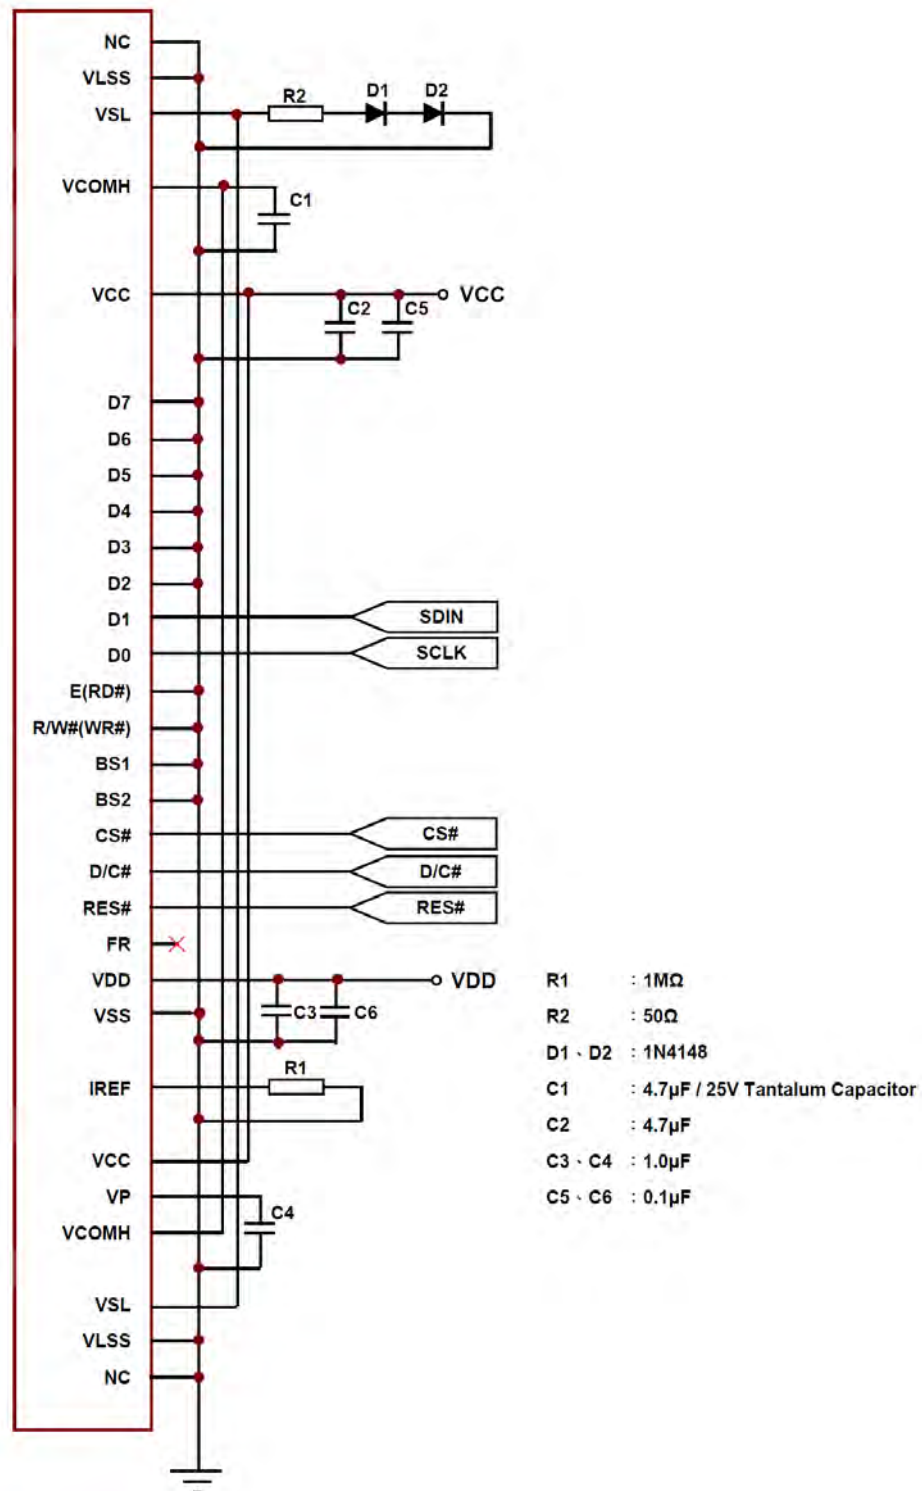 NC
VLSS
VSL
R2
D1
D2
VCOMH
C1
VCC
C2
C5
VCC
D7
D6
D5
D4
D3
D2
D1
SDIN
D0
SCLK
E(RD#)
R/W#(WR#)
BS1
BS2
CS#
CS#
D/C#
D/C#
RES#
RES#
FR
VDD
VDD
VSS
C3
C6
IREF
R1
VCC
VP
C4
VCOMH
VSL
VLSS
NC
R1 : 1MΩ
R2 : 50Ω
D1、D2 : 1N4148
C1 : 4.7µF / 25V Tantalum Capacitor
C2 : 4.7µF
C3、C4 : 1.0µF
C5、C6 : 0.1µF